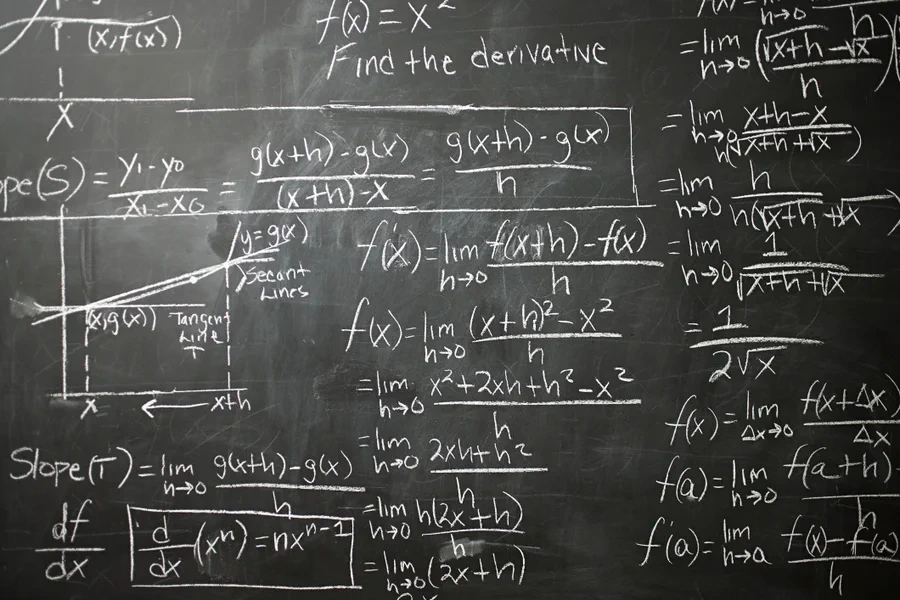 (x,f(x))
x
f(x) = x²
Find the derivative
ope(S) = (y₁-y₀)/(x₁-x₀) = (g(x+h)-g(x))/((x+h)-x) = (g(x+h)-g(x))/h
y=g(x)
Secant
Lines
(x,g(x))
Tangent
Line
T
x ← x+h
Slope(T) = lim h→0 (g(x+h)-g(x))/h
df/dx
d/dx (xⁿ) = nxⁿ⁻¹
f'(x) = lim h→0 (f(x+h)-f(x))/h
f(x) = lim h→0 ((x+h)²-x²)/h
= lim h→0 (x²+2xh+h²-x²)/h
= lim h→0 (2xh+h²)/h
= lim h→0 h(2x+h)/h
= lim h→0 (2x+h)
h→0 h
= lim h→0 ((√x+h-√x)/h)(
= lim h→0 (x+h-x)/(h(√x+h+√x))
= lim h→0 h/(h(√x+h+√x
= lim h→0 1/(√x+h+√x
= 1/(2√x)
f(x) = lim Δx→0 f(x+Δx)/Δx
f(a) = lim h→0 f(a+h)-/h
f'(a) = lim h→a (f(x)-f(a)/h